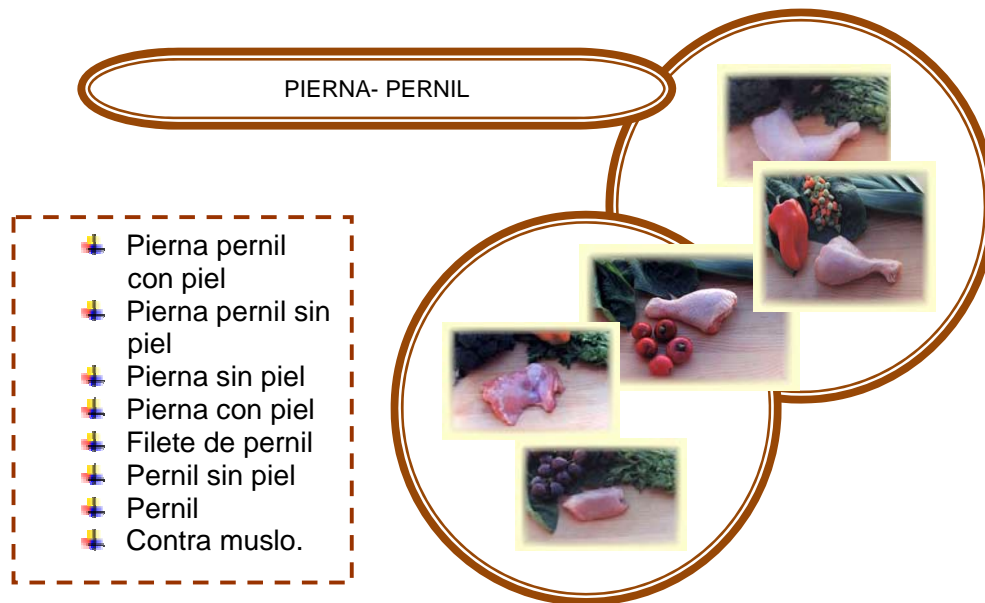 PIERNA- PERNIL
Pierna pernil
con piel
Pierna pernil sin
piel
Pierna sin piel
Pierna con piel
Filete de pernil
Pernil sin piel
Pernil
Contra muslo.